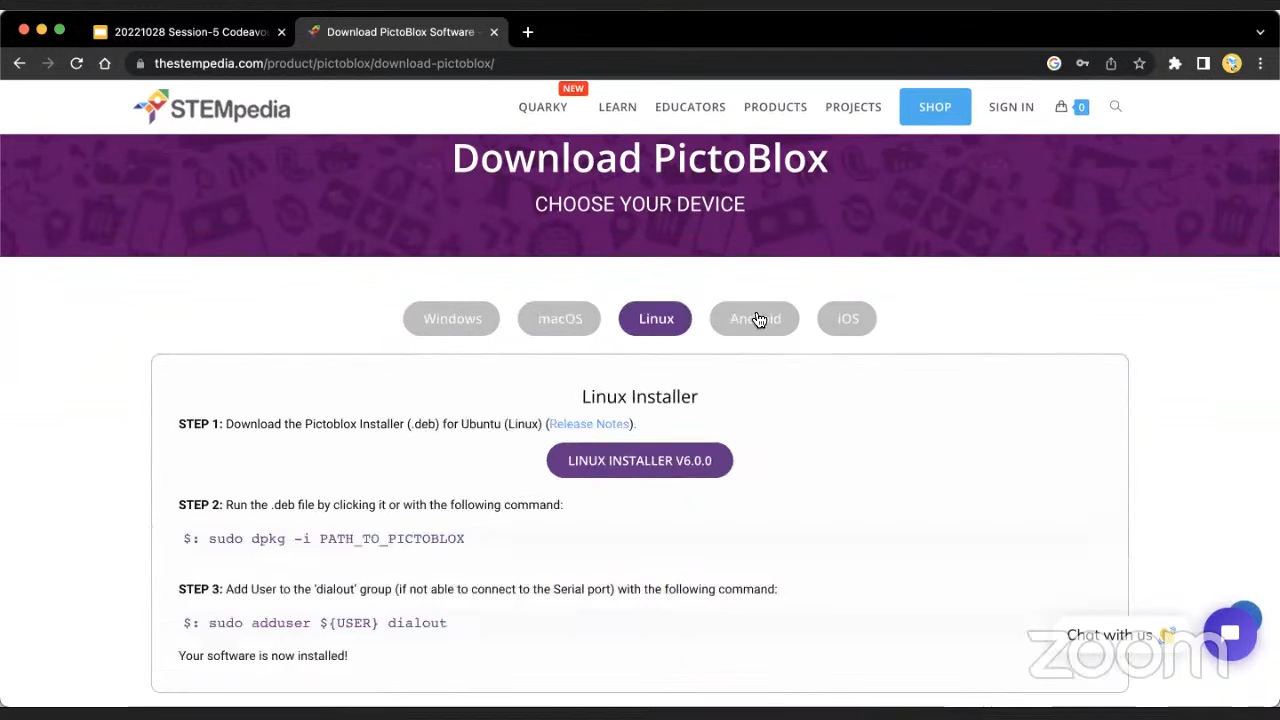 20221028 Session-5 Codeavou
Download PictoBlox Software -
thestempedia.com/product/pictoblox/download-pictoblox/
STEMpedia
NEW
QUARKY
LEARN
EDUCATORS
PRODUCTS
PROJECTS
SHOP
SIGN IN
0
Download PictoBlox
CHOOSE YOUR DEVICE
Windows
macOS
Linux
Android
iOS
Linux Installer
STEP 1: Download the Pictoblox Installer (.deb) for Ubuntu (Linux) (Release Notes).
LINUX INSTALLER V6.0.0
STEP 2: Run the .deb file by clicking it or with the following command:
$: sudo dpkg -i PATH_TO_PICTOBLOX
STEP 3: Add User to the 'dialout' group (if not able to connect to the Serial port) with the following command:
$: sudo adduser ${USER} dialout
Your software is now installed!
Chat with us 👋
zoom